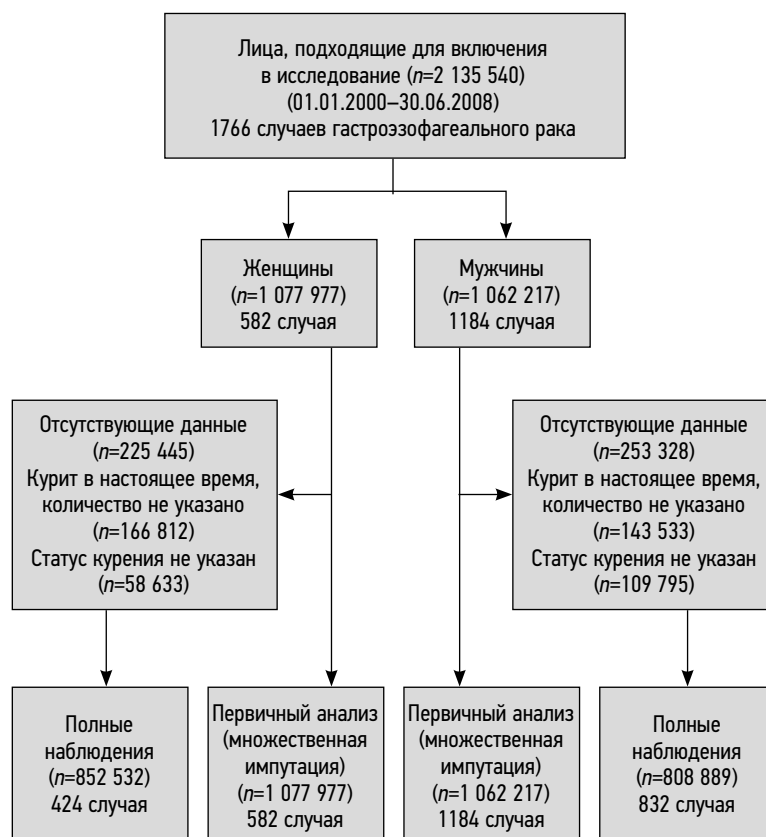 Лица, подходящие для включения
в исследование (n=2 135 540)
(01.01.2000–30.06.2008)
1766 случаев гастроэзофагеального рака
Женщины
(n=1 077 977)
582 случая
Мужчины
(n=1 062 217)
1184 случая
Отсутствующие данные
(n=225 445)
Курит в настоящее время,
количество не указано
(n=166 812)
Статус курения не указан
(n=58 633)
Отсутствующие данные
(n=253 328)
Курит в настоящее время,
количество не указано
(n=143 533)
Статус курения не указан
(n=109 795)
Полные
наблюдения
(n=852 532)
424 случая
Первичный анализ
(множественная
импутация)
(n=1 077 977)
582 случая
Первичный анализ
(множественная
импутация)
(n=1 062 217)
1184 случая
Полные
наблюдения
(n=808 889)
832 случая